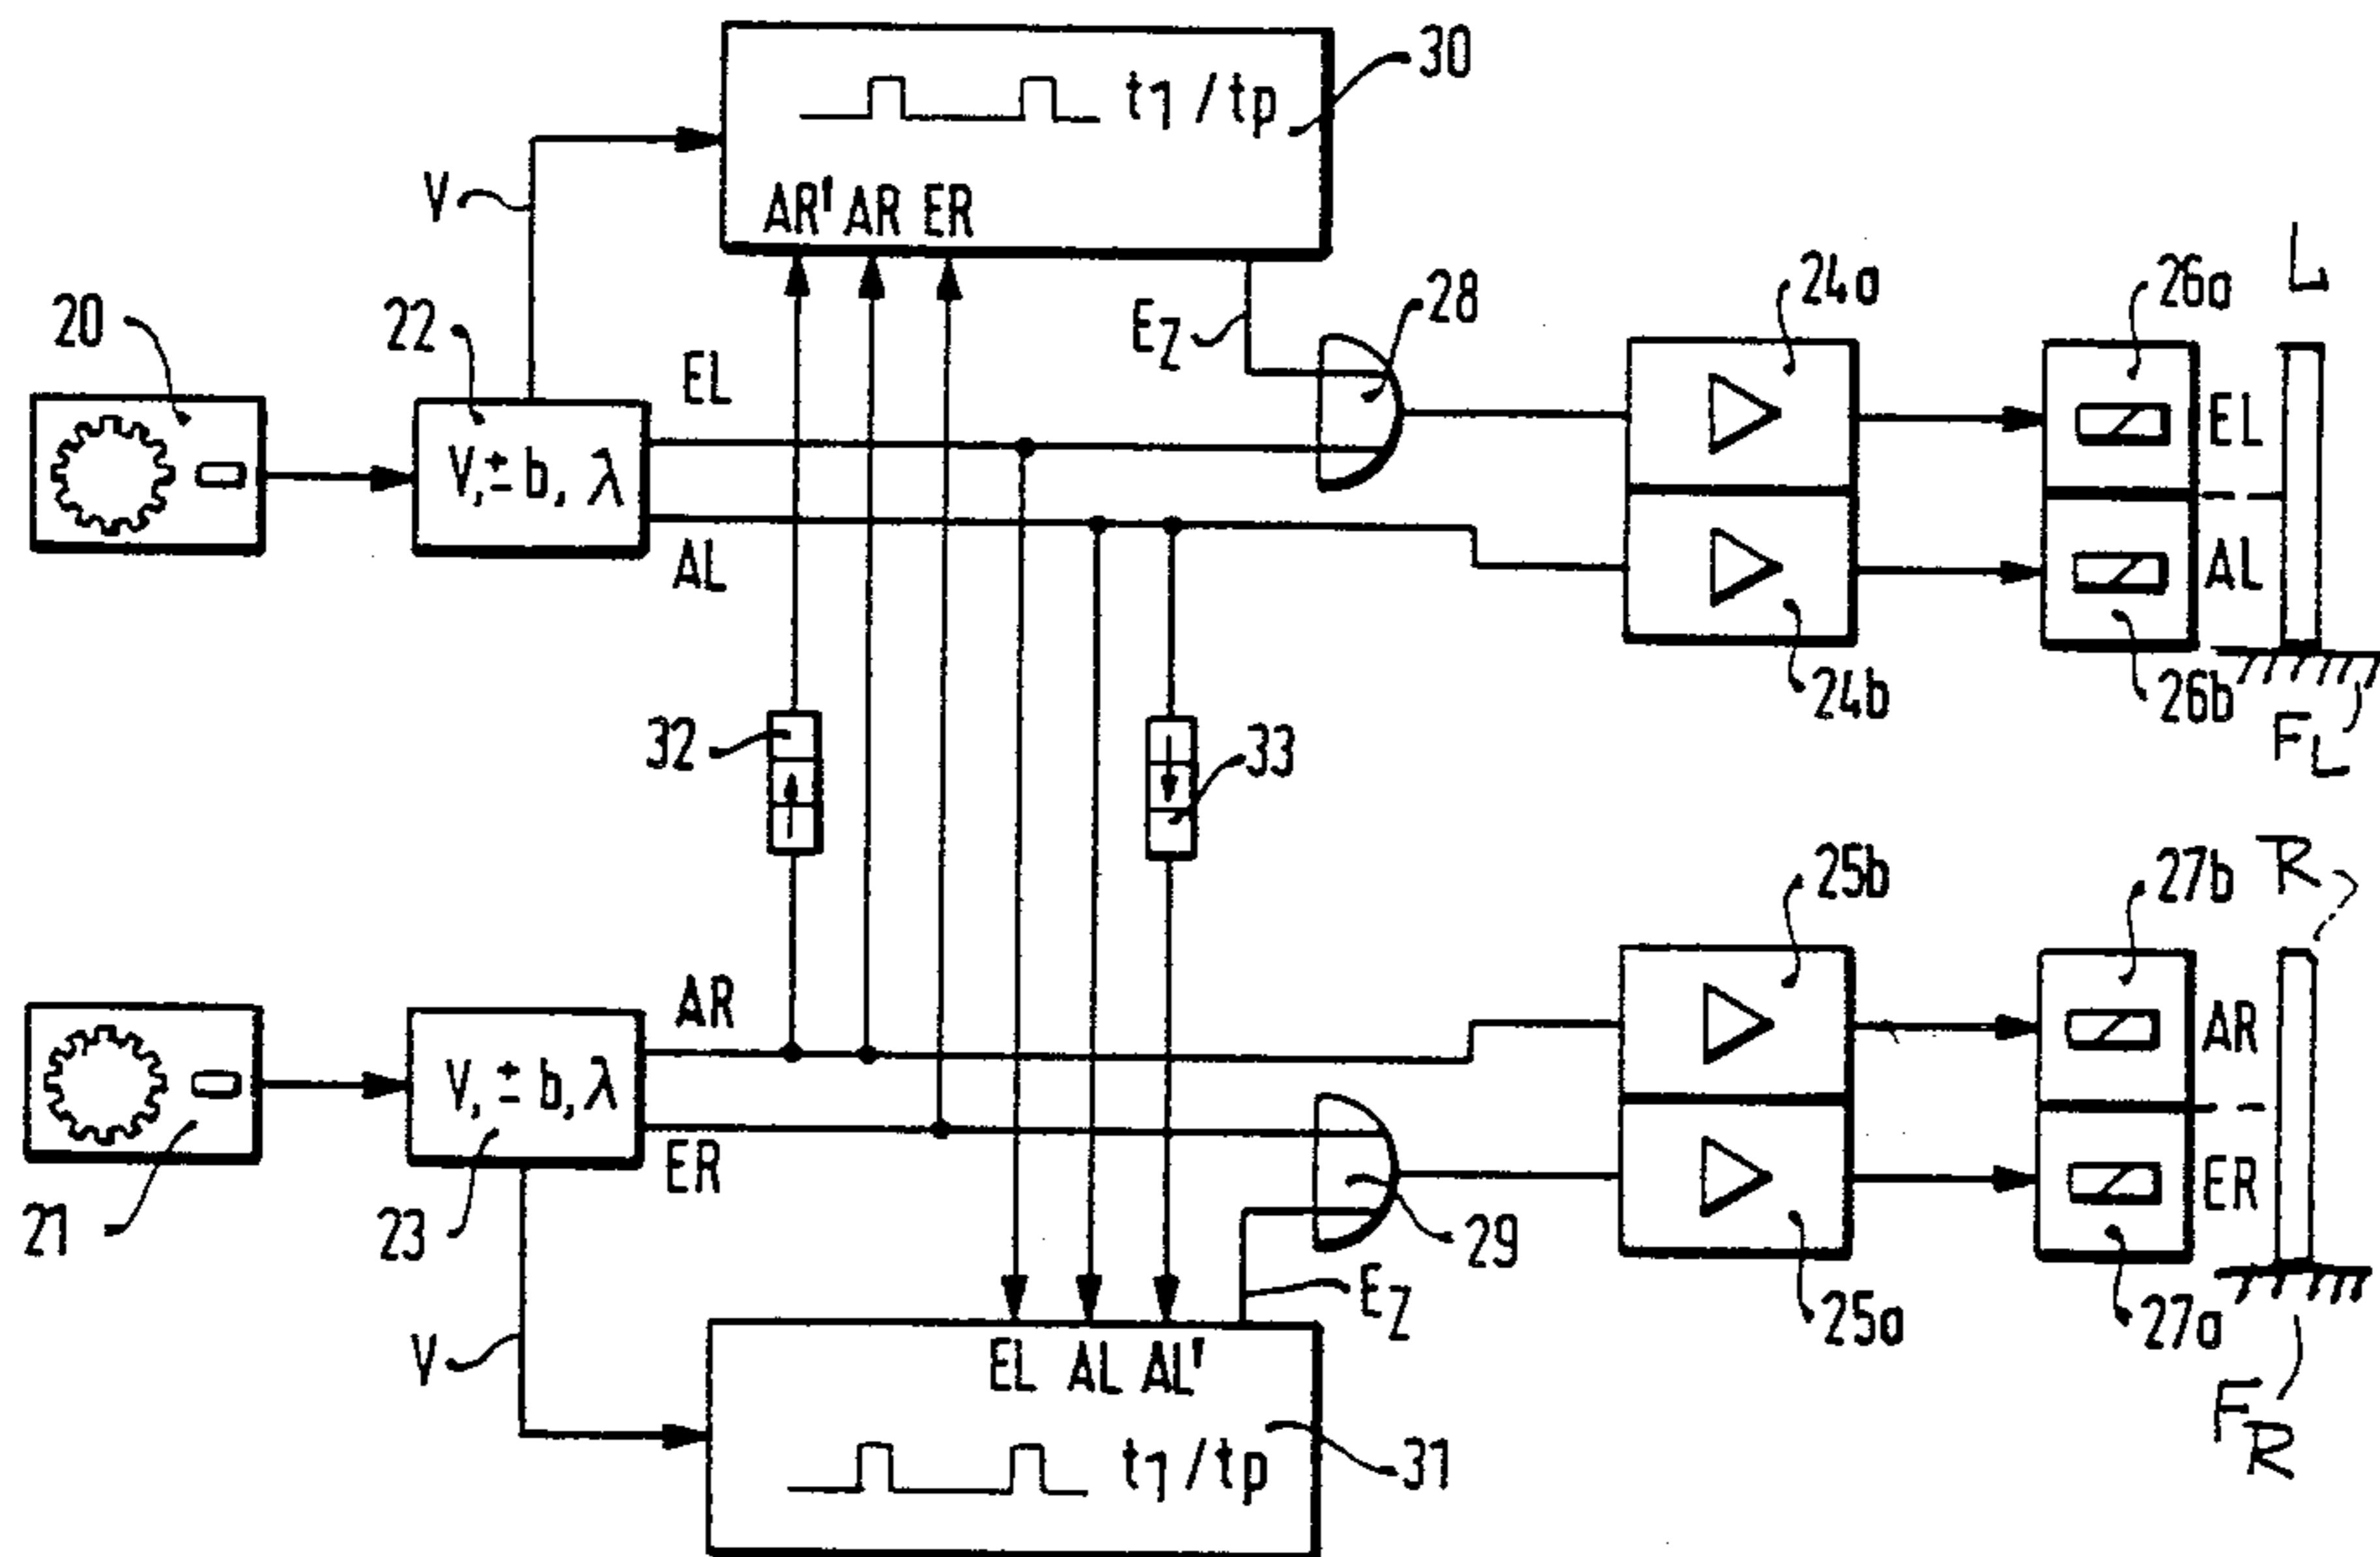 30
t1/tp
V
AR' AR ER
20
22
EL
EZ
28
24a
26a
L
V, ± b, λ
EL
AL
AL
24b
26b
FL
32
33
25b
27b
R
AR
AR
V, ± b, λ
ER
ER
21
23
29
EZ
25a
27a
FR
V
EL AL AL'
t1/tp
31